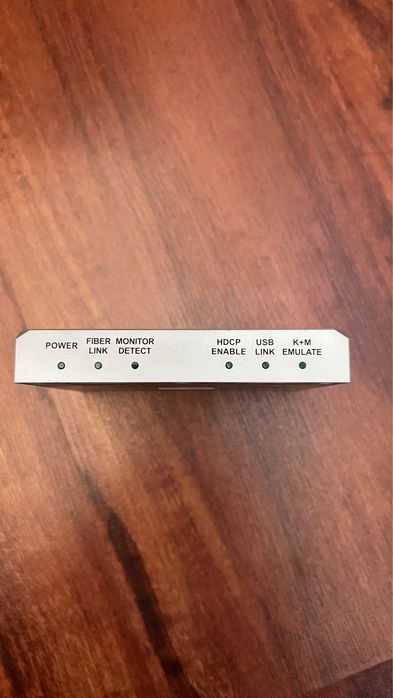 POWER
FIBER
LINK
MONITOR
DETECT
HDCP
ENABLE
USB
LINK
K+M
EMULATE